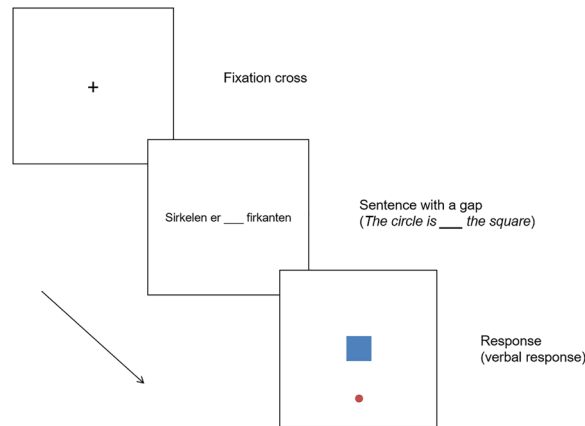 +
Fixation cross
Sirkelen er ___ firkanten
Sentence with a gap
(The circle is ___ the square)
Response
(verbal response)